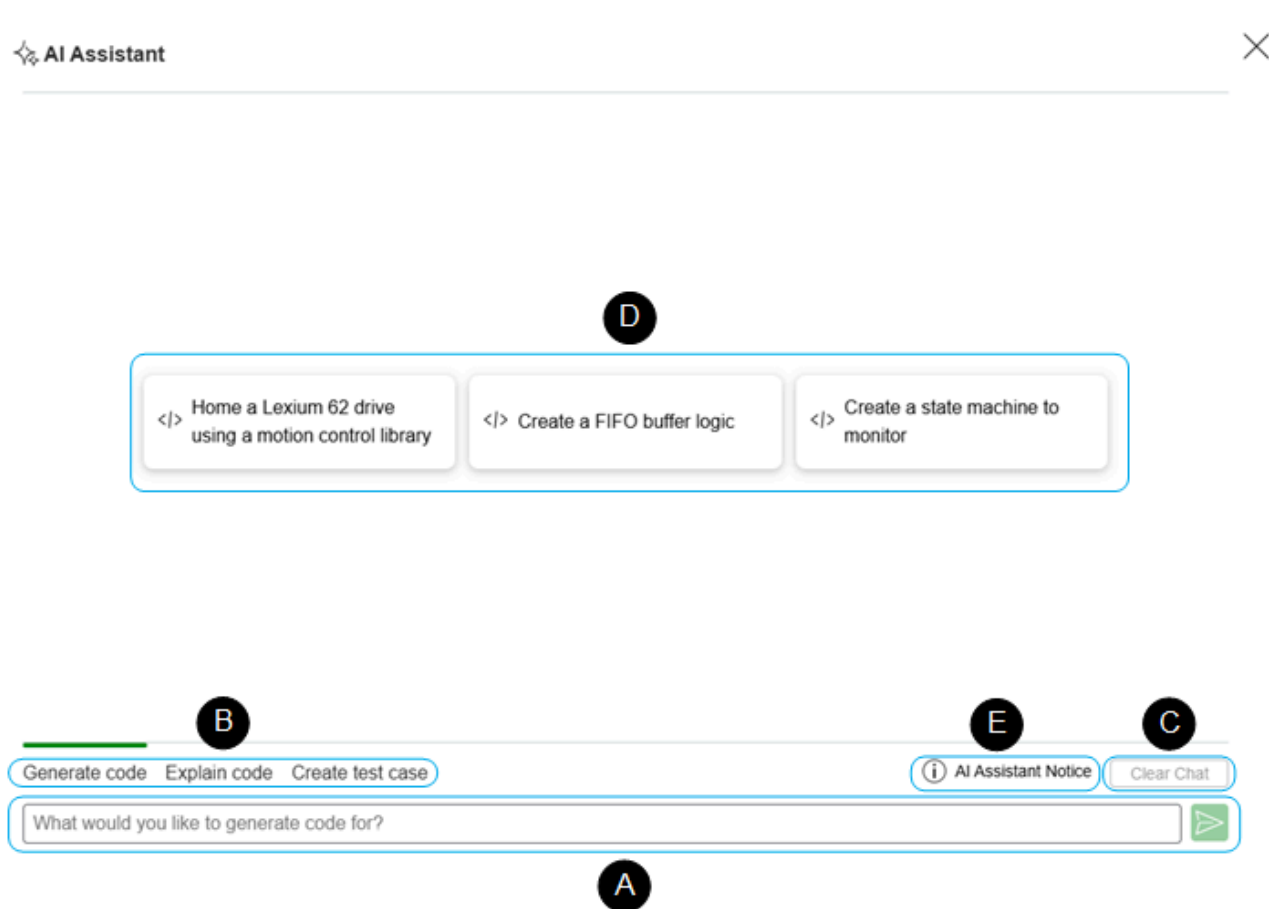 AI Assistant
D
</> Home a Lexium 62 drive
using a motion control library
</> Create a FIFO buffer logic
</> Create a state machine to
monitor
B
E
C
Generate code Explain code Create test case
AI Assistant Notice
Clear Chat
What would you like to generate code for?
A